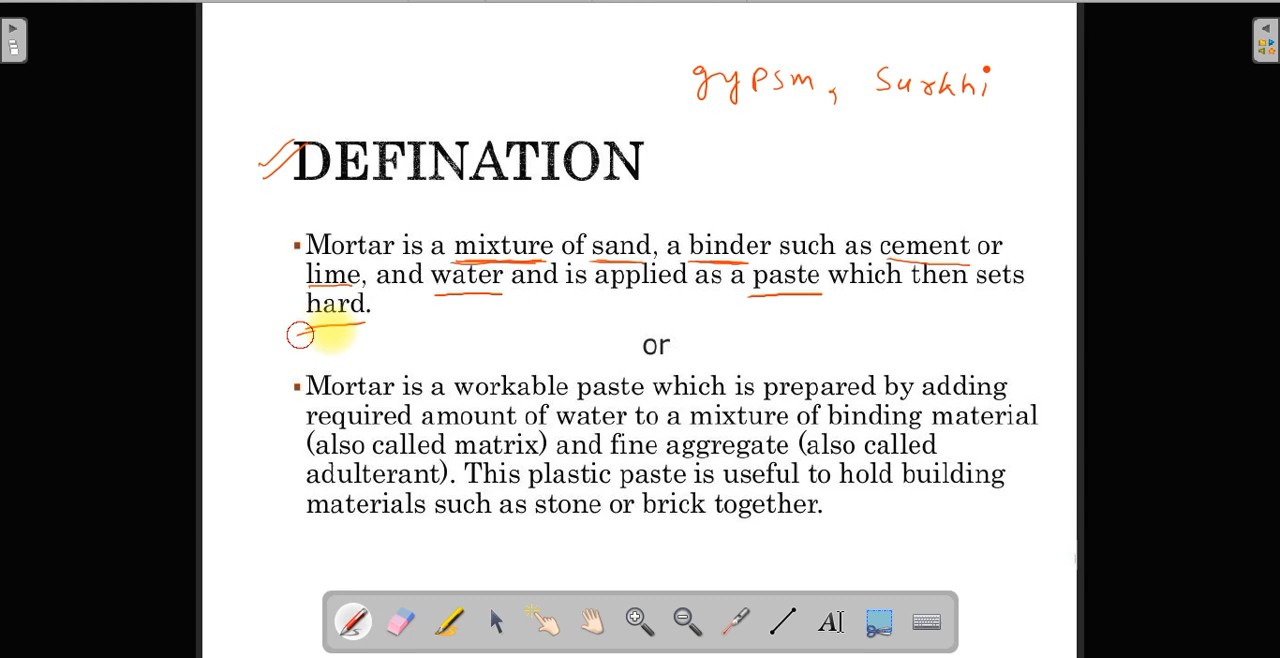 gypsm, Surkhi
DEFINATION
▪ Mortar is a mixture of sand, a binder such as cement or
lime, and water and is applied as a paste which then sets
hard.
or
▪ Mortar is a workable paste which is prepared by adding
required amount of water to a mixture of binding material
(also called matrix) and fine aggregate (also called
adulterant). This plastic paste is useful to hold building
materials such as stone or brick together.